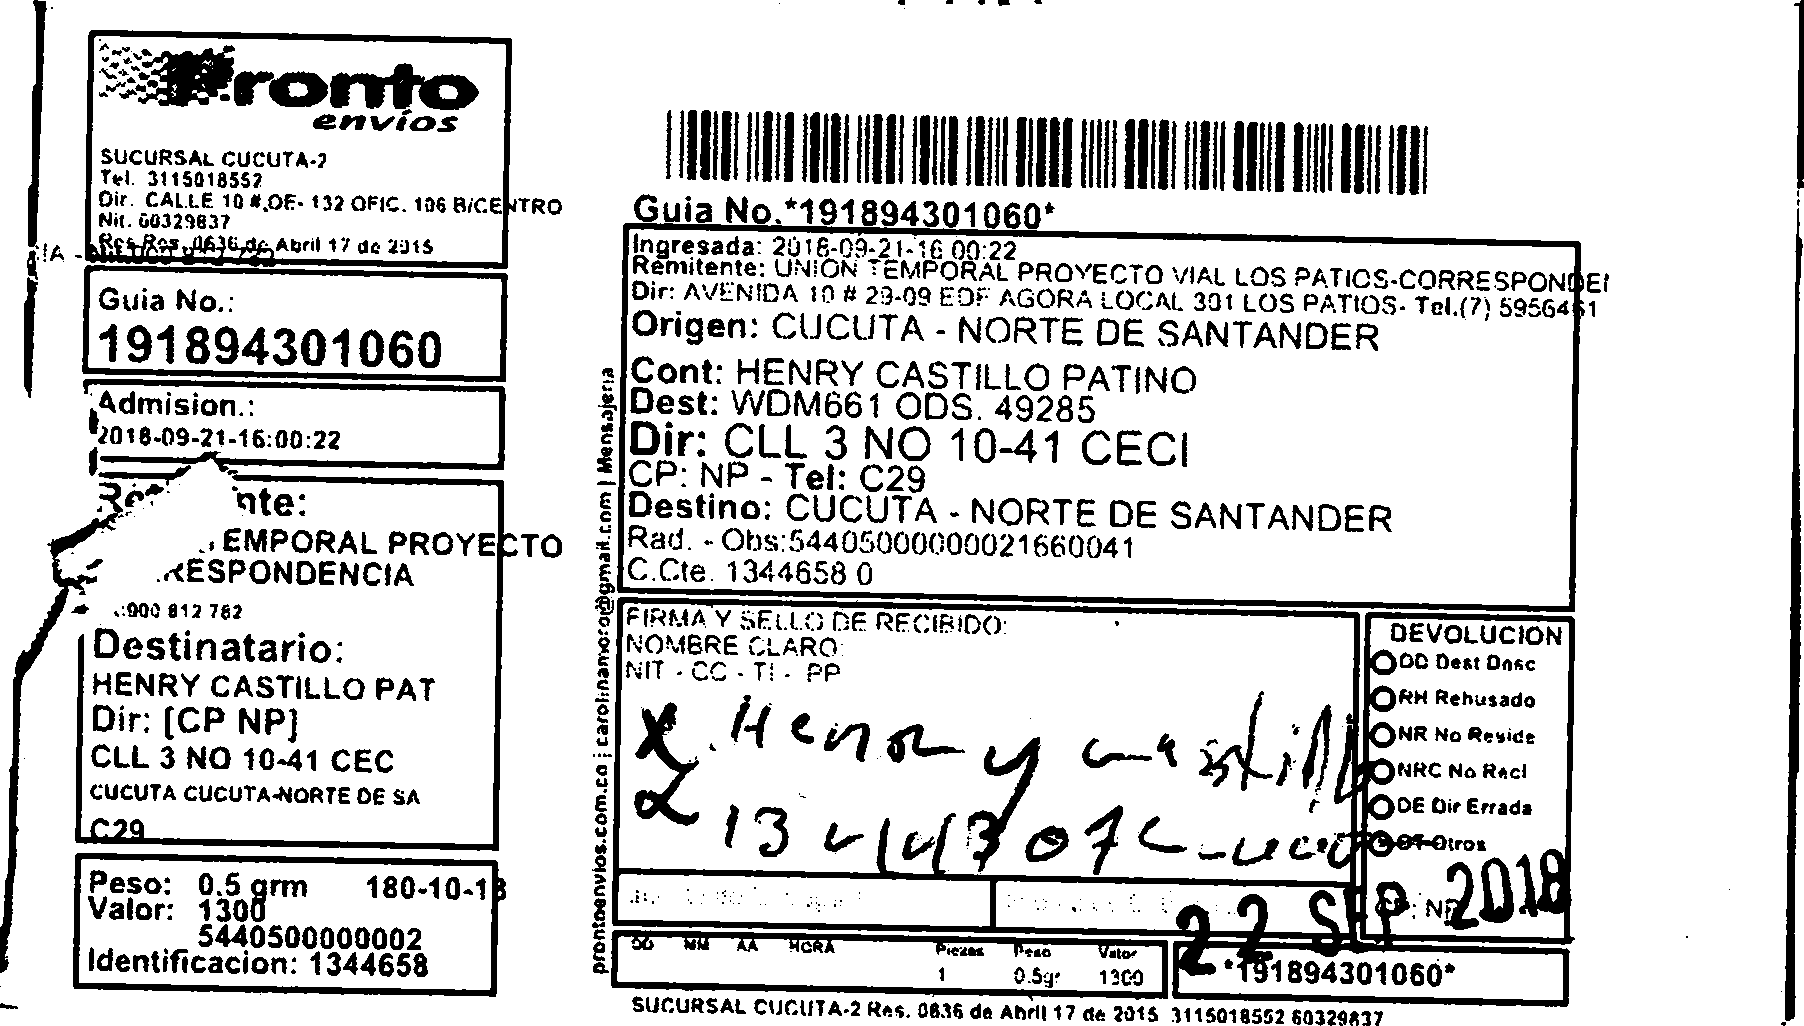 Pronto
envíos
SUCURSAL CUCUTA-2
Tel. 3115018552
Dir. CALLE 10 #.OE- 132 OFIC. 106 B/CENTRO
Nit. 60329837
Res Res. 0636 de Abril 17 de 2015
Guia No.:
191894301060
Admision.:
2018-09-21-16:00:22
nte:
EMPORAL PROYECTO
RESPONDENCIA
900 812 782
Destinatario:
HENRY CASTILLO PAT
Dir: [CP NP]
CLL 3 NO 10-41 CEC
CUCUTA CUCUTA-NORTE DE SA
C29
Peso: 0.5 grm 180-10-18
Valor: 1300
5440500000002
Identificacion: 1344658
prontoenvios.com.co | carolinamoro@gmail.com | Mensajeria
Guia No.*191894301060*
Ingresada: 2018-09-21-16:00:22
Remitente: UNION TEMPORAL PROYECTO VIAL LOS PATIOS-CORRESPONDEI
Dir: AVENIDA 10 # 29-09 EDF AGORA LOCAL 301 LOS PATIOS- Tel.(7) 5956461
Origen: CUCUTA - NORTE DE SANTANDER
Cont: HENRY CASTILLO PATINO
Dest: WDM661 ODS. 49285
Dir: CLL 3 NO 10-41 CECI
CP: NP - Tel: C29
Destino: CUCUTA - NORTE DE SANTANDER
Rad. - Obs:54405000000021660041
C.Cte. 1344658 0
FIRMA Y SELLO DE RECIBIDO:
NOMBRE CLARO:
NIT - CC - TI - PP
X Henrry castillo
DEVOLUCION
DD Dest Desc
RH Rehusado
NR No Reside
NRC No Recl
DE Dir Errada
OT Otros
22 SEP 2018
DD MM AA HORA
Piezas Peso Valor
1 0.5gr 1300
*191894301060*
SUCURSAL CUCUTA-2 Res. 0636 de Abril 17 de 2015 3115018552 60329837